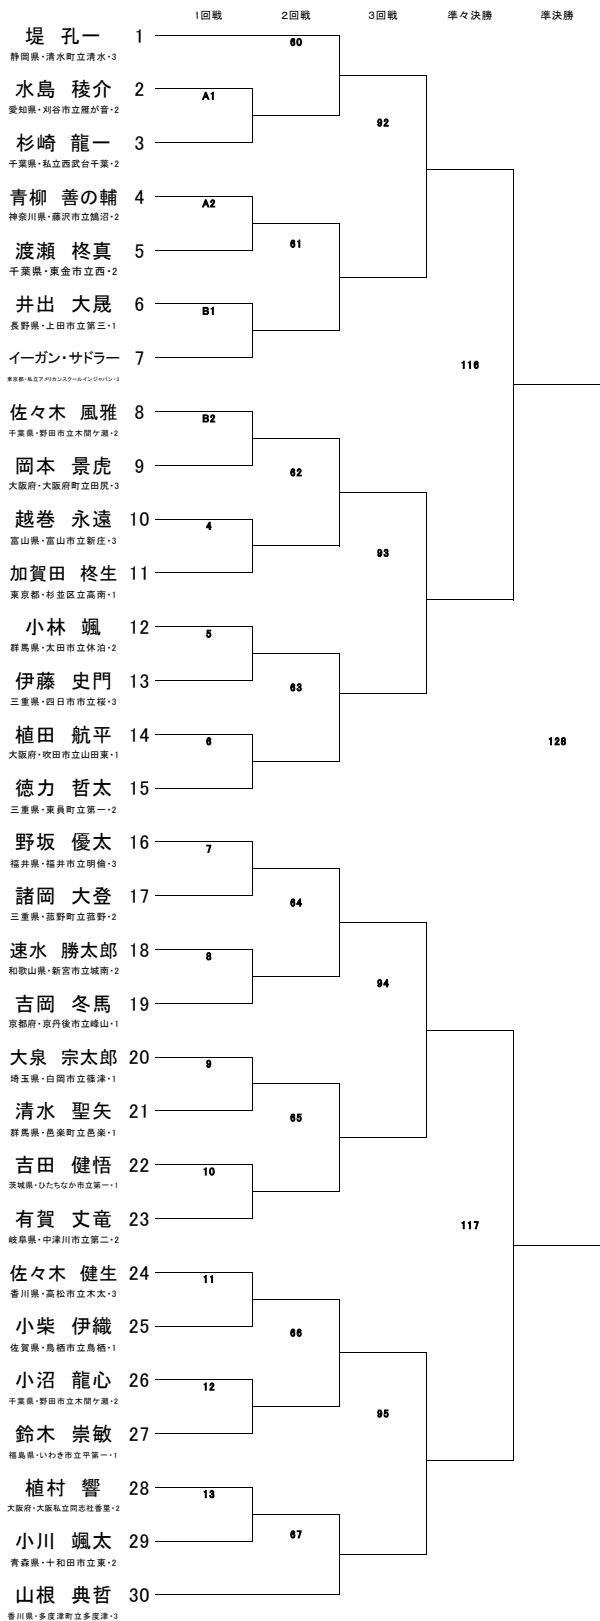 1回戦 2回戦 3回戦 準々決勝 準決勝
堤 孔一 1
静岡県・清水町立清水・3
60
水島 稜介 2
愛知県・刈谷市立雁が音・2
A1
92
杉崎 龍一 3
千葉県・私立西武台千葉・2
青柳 善の輔 4
神奈川県・藤沢市立鵠沼・2
A2
61
渡瀬 柊真 5
千葉県・東金市立西・2
井出 大晟 6
長野県・上田市立第三・1
B1
イーガン・サドラー 7
東京都・私立アメリカンスクールインジャパン・3
116
佐々木 風雅 8
千葉県・野田市立木間ケ瀬・2
B2
62
岡本 景虎 9
大阪府・大阪府町立田尻・3
越巻 永遠 10
富山県・富山市立新庄・3
4
93
加賀田 柊生 11
東京都・杉並区立高南・1
小林 颯 12
群馬県・太田市立休泊・2
5
63
伊藤 史門 13
三重県・四日市市立桜・3
植田 航平 14
大阪府・吹田市立山田東・1
6
128
徳力 哲太 15
三重県・東員町立第一・2
野坂 優太 16
福井県・福井市立明倫・3
7
64
諸岡 大登 17
三重県・菰野町立菰野・2
速水 勝太郎 18
和歌山県・新宮市立城南・2
8
94
吉岡 冬馬 19
京都府・京丹後市立峰山・1
大泉 宗太郎 20
埼玉県・白岡市立篠津・1
9
65
清水 聖矢 21
群馬県・邑楽町立邑楽・1
吉田 健悟 22
茨城県・ひたちなか市立第一・1
10
117
有賀 丈竜 23
岐阜県・中津川市立第二・2
佐々木 健生 24
香川県・高松市立木太・3
11
66
小柴 伊織 25
佐賀県・鳥栖市立鳥栖・1
小沼 龍心 26
千葉県・野田市立木間ケ瀬・2
12
95
鈴木 崇敏 27
福島県・いわき市立平第一・1
植村 響 28
大阪府・大阪私立同志社香里・2
13
67
小川 颯太 29
青森県・十和田市立東・2
山根 典哲 30
香川県・多度津町立多度津・3